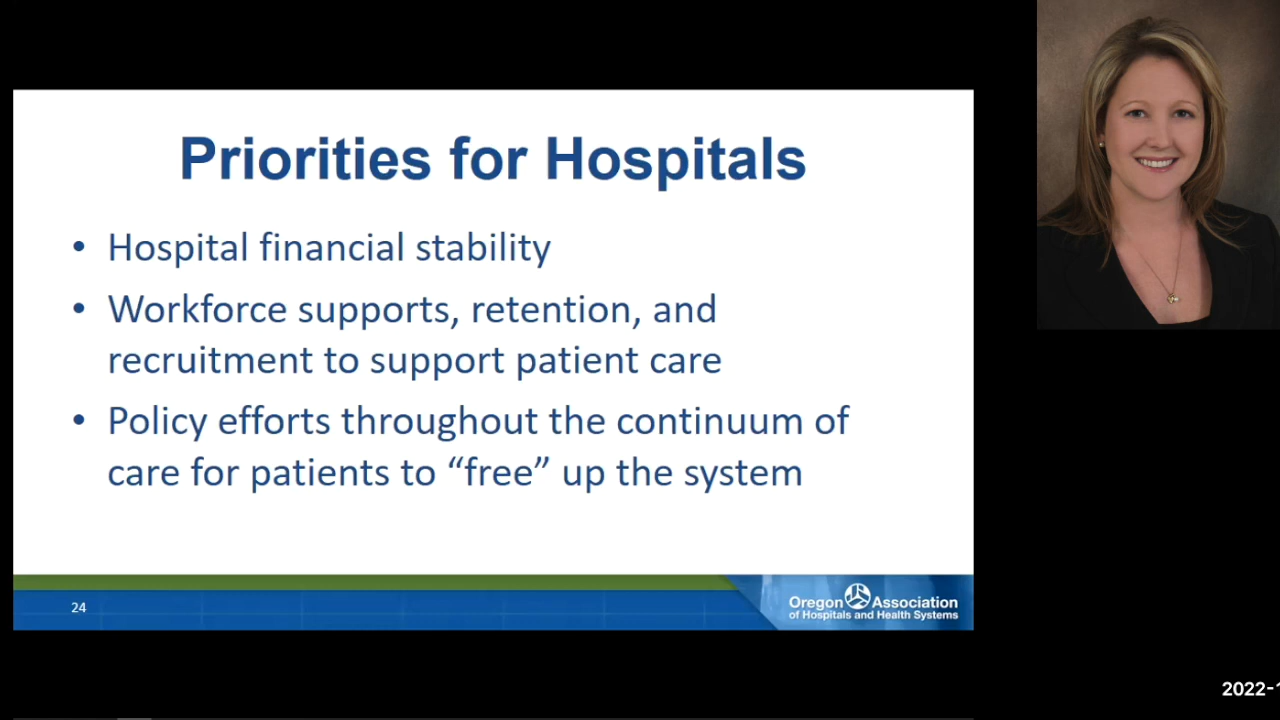 Priorities for Hospitals
• Hospital financial stability
• Workforce supports, retention, and
recruitment to support patient care
• Policy efforts throughout the continuum of
care for patients to “free” up the system
24
Oregon Association
of Hospitals and Health Systems
2022-1